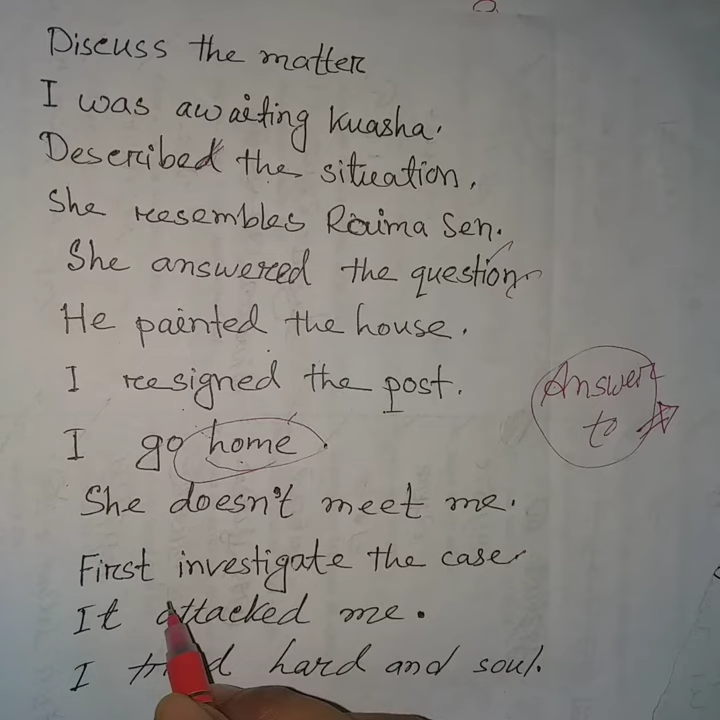 Discuss the matter
I was awaiting Kuasha.
Described the situation.
She resembles Raima Sen.
She answered the question
He painted the house.
I resigned the post.
Answer
to
I go home.
She doesn't meet me.
First investigate the case
It attacked me.
I tried hard and soul.